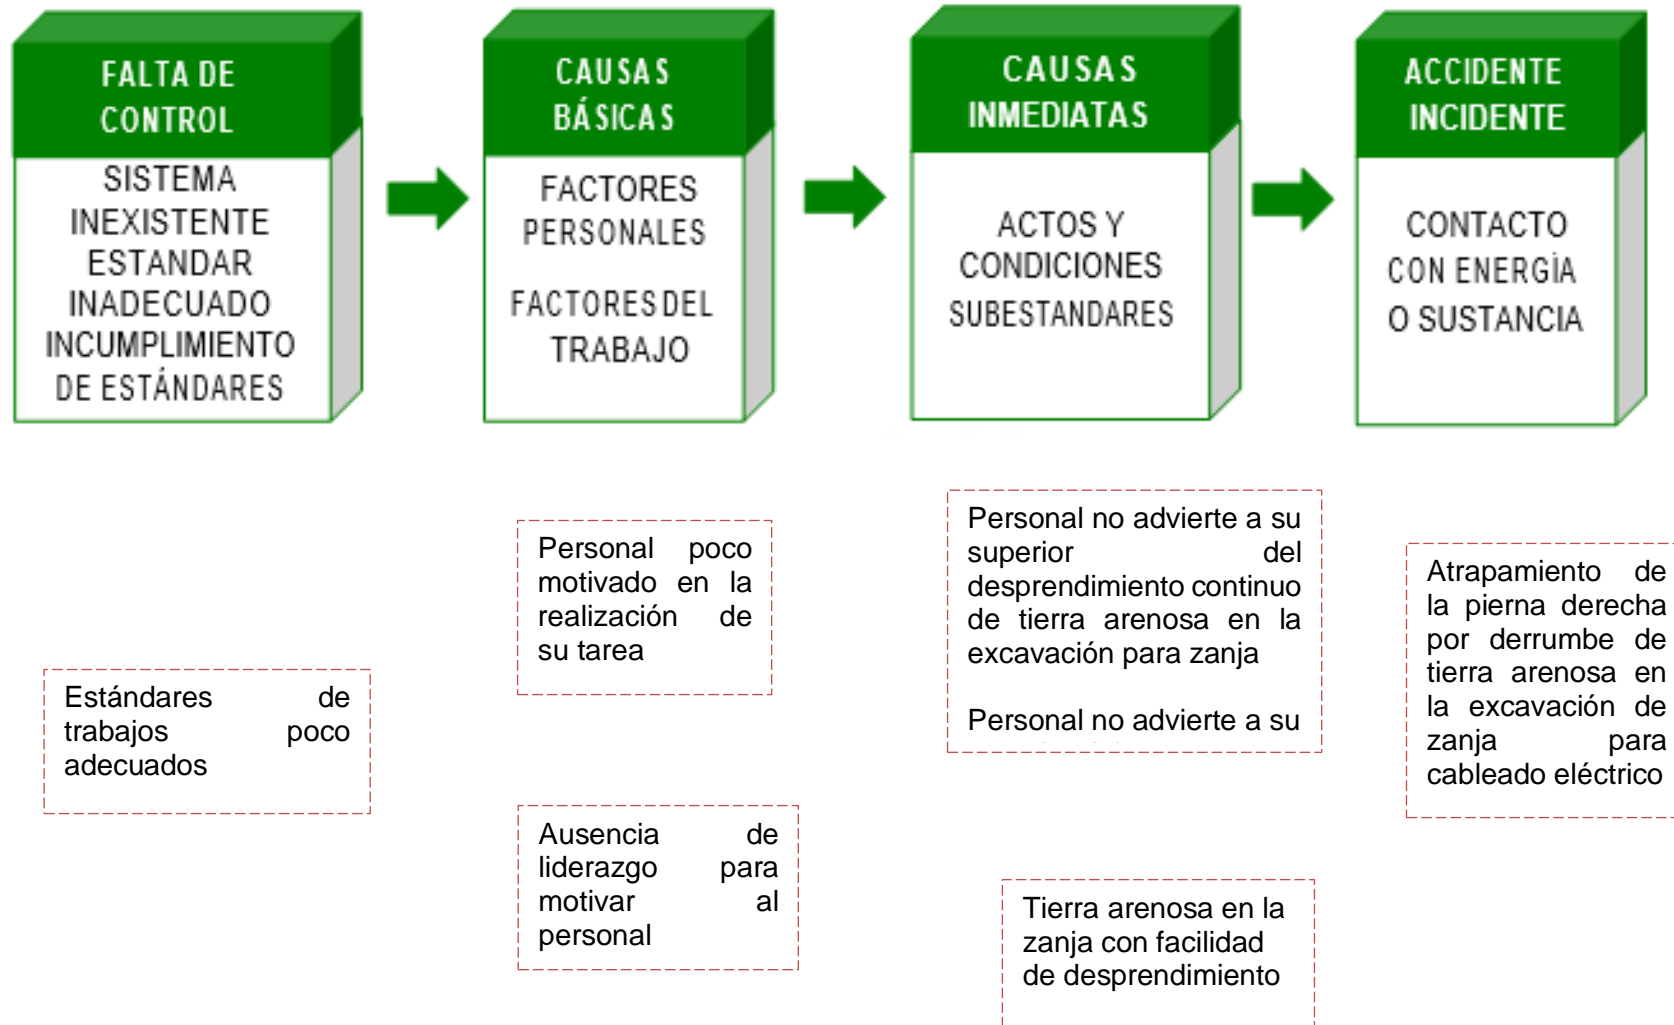 FALTA DE
CONTROL
SISTEMA
INEXISTENTE
ESTANDAR
INADECUADO
INCUMPLIMIENTO
DE ESTÁNDARES
CAUSAS
BÁSICAS
FACTORES
PERSONALES
FACTORES DEL
TRABAJO
CAUSAS
INMEDIATAS
ACTOS Y
CONDICIONES
SUBESTANDARES
ACCIDENTE
INCIDENTE
CONTACTO
CON ENERGÌA
O SUSTANCIA
Estándares de
trabajos poco
adecuados
Personal poco
motivado en la
realización de
su tarea
Ausencia de
liderazgo para
motivar al
personal
Personal no advierte a su
superior del
desprendimiento continuo
de tierra arenosa en la
excavación para zanja
Personal no advierte a su
Tierra arenosa en la
zanja con facilidad
de desprendimiento
Atrapamiento de
la pierna derecha
por derrumbe de
tierra arenosa en
la excavación de
zanja para
cableado eléctrico